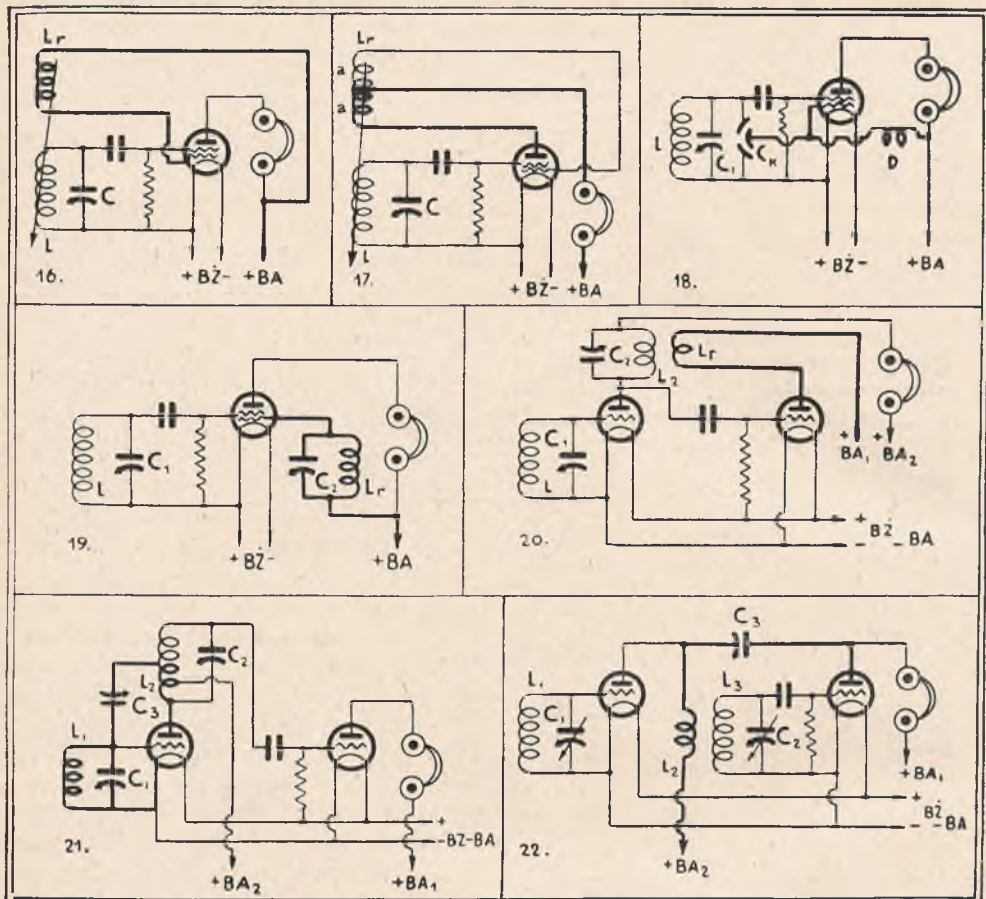 Lr
C
L
16.
+BŻ- +BA
Lr
a
a
C
L
17.
+BŻ- +BA
L
C₁
Cк
D
18.
+BŻ- +BA
L
C₁
C₂
Lr
19.
+BŻ- +BA
C₂
L₂
Lr
C₁
L
+ BA₁
+ BA₂
20.
+
BŻ
- -BA
C₂
L₂
C₃
L₁
C₁
21.
+
-BŻ-BA
+BA₂
+BA₁
C₃
L₁
C₁
L₃
C₂
L₂
+BA₁
+
BŻ
- -BA
22.
+BA₂